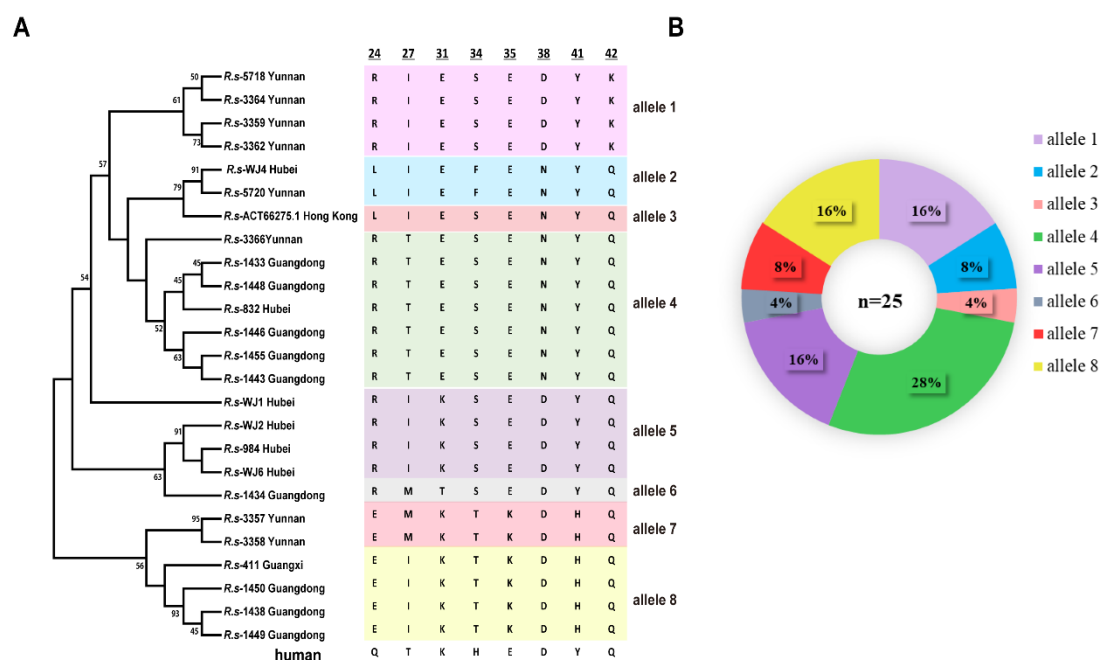 A
B
24 27 31 34 35 38 41 42
50
R.s-5718 Yunnan R I E S E D Y K
61
R.s-3364 Yunnan R I E S E D Y K
allele 1
R.s-3359 Yunnan R I E S E D Y K
73
R.s-3362 Yunnan R I E S E D Y K
57
91
R.s-WJ4 Hubei L I E F E N Y Q
allele 2
79
R.s-5720 Yunnan L I E F E N Y Q
R.s-ACT66275.1 Hong Kong L I E S E N Y Q
allele 3
R.s-3366Yunnan R T E S E N Y Q
45
R.s-1433 Guangdong R T E S E N Y Q
54
45
R.s-1448 Guangdong R T E S E N Y Q
allele 4
R.s-832 Hubei R T E S E N Y Q
52
R.s-1446 Guangdong R T E S E N Y Q
63
R.s-1455 Guangdong R T E S E N Y Q
R.s-1443 Guangdong R T E S E N Y Q
R.s-WJ1 Hubei R I K S E D Y Q
91
R.s-WJ2 Hubei R I K S E D Y Q
allele 5
R.s-984 Hubei R I K S E D Y Q
63
R.s-WJ6 Hubei R I K S E D Y Q
R.s-1434 Guangdong R M T S E D Y Q
allele 6
95
R.s-3357 Yunnan E M K T K D H Q
allele 7
R.s-3358 Yunnan E M K T K D H Q
56
R.s-411 Guangxi E I K T K D H Q
R.s-1450 Guangdong E I K T K D H Q
allele 8
93
R.s-1438 Guangdong E I K T K D H Q
45
R.s-1449 Guangdong E I K T K D H Q
human Q T K H E D Y Q
16%
16%
8%
8%
4%
4%
16%
28%
n=25
allele 1
allele 2
allele 3
allele 4
allele 5
allele 6
allele 7
allele 8